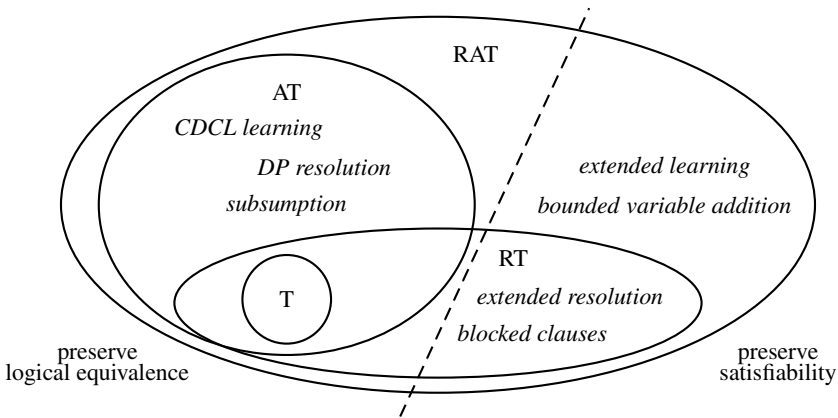 RAT
AT
CDCL learning
DP resolution
subsumption
extended learning
bounded variable addition
RT
T
extended resolution
blocked clauses
preserve
logical equivalence
preserve
satisfiability